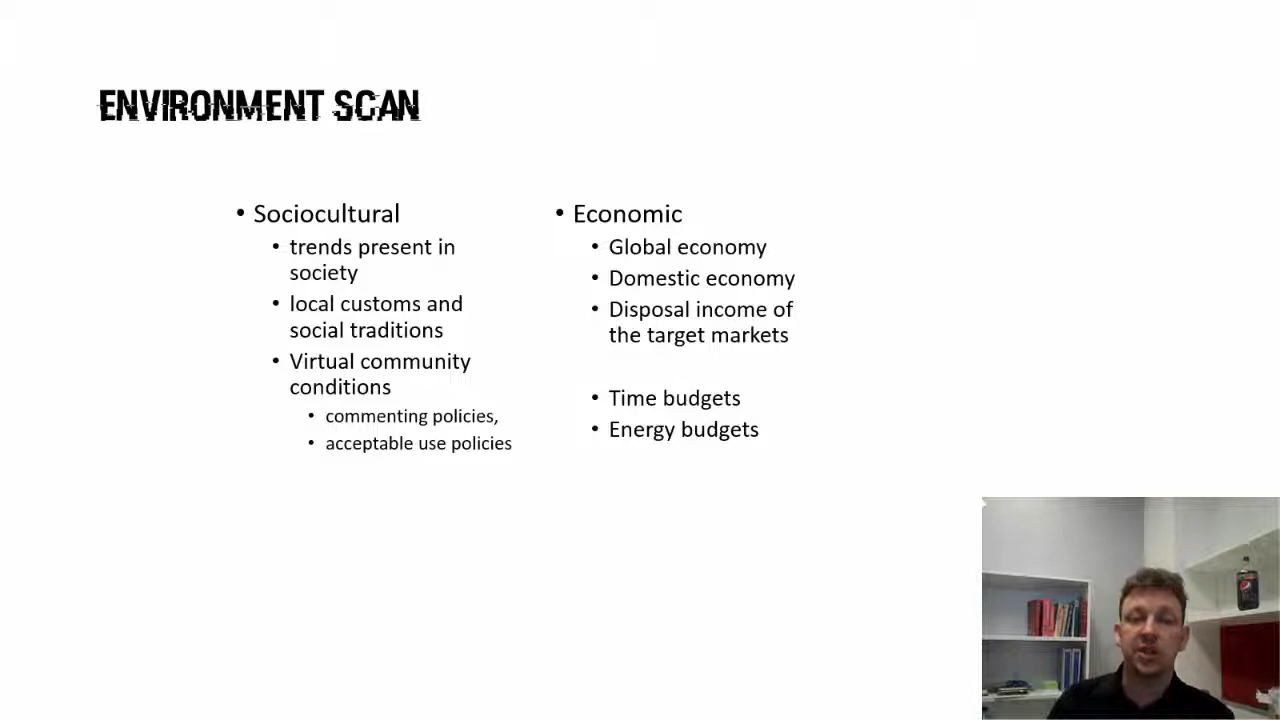 ENVIRONMENT SCAN
• Sociocultural
• trends present in
society
• local customs and
social traditions
• Virtual community
conditions
• commenting policies,
• acceptable use policies
• Economic
• Global economy
• Domestic economy
• Disposal income of
the target markets
• Time budgets
• Energy budgets